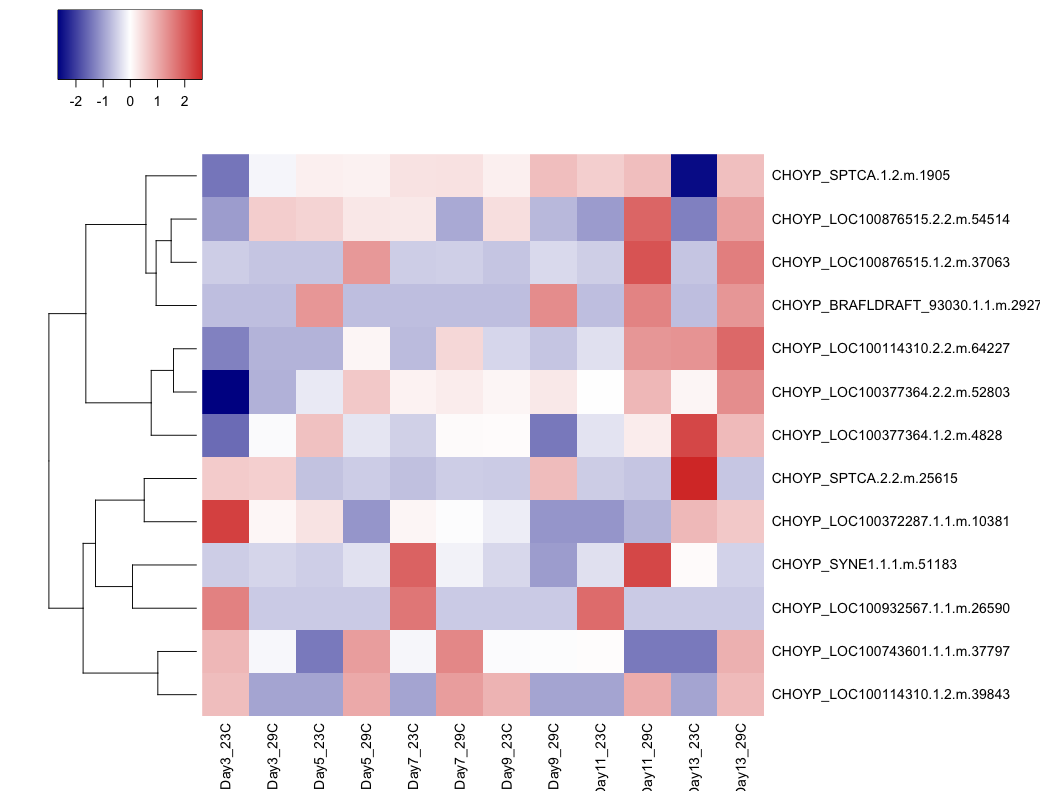 -2 -1 0 1 2
CHOYP_SPTCA.1.2.m.1905
CHOYP_LOC100876515.2.2.m.54514
CHOYP_LOC100876515.1.2.m.37063
CHOYP_BRAFLDRAFT_93030.1.1.m.2927
CHOYP_LOC100114310.2.2.m.64227
CHOYP_LOC100377364.2.2.m.52803
CHOYP_LOC100377364.1.2.m.4828
CHOYP_SPTCA.2.2.m.25615
CHOYP_LOC100372287.1.1.m.10381
CHOYP_SYNE1.1.1.m.51183
CHOYP_LOC100932567.1.1.m.26590
CHOYP_LOC100743601.1.1.m.37797
CHOYP_LOC100114310.1.2.m.39843
Day3_23C
Day3_29C
Day5_23C
Day5_29C
Day7_23C
Day7_29C
Day9_23C
Day9_29C
Day11_23C
Day11_29C
Day13_23C
Day13_29C